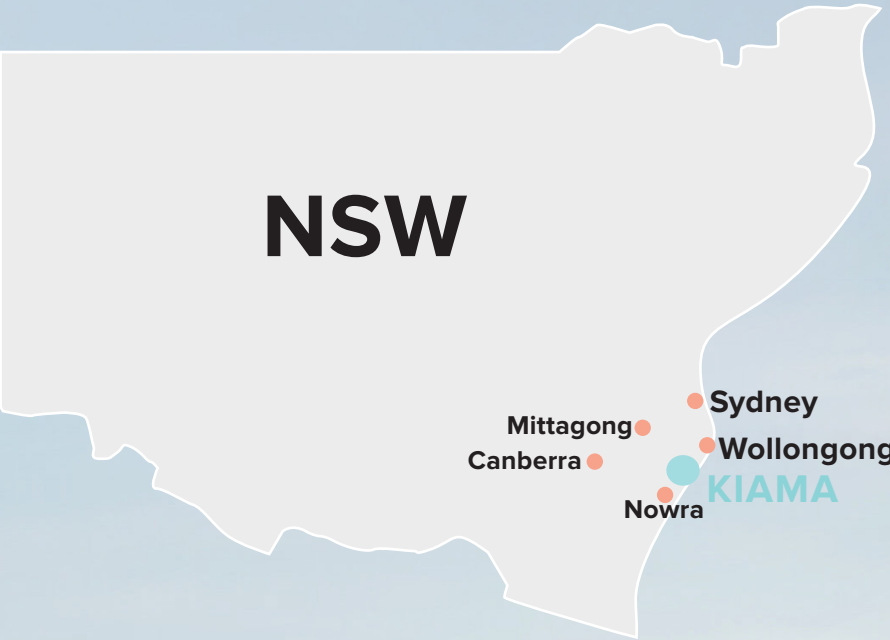 NSW
Sydney
Mittagong
Wollongong
Canberra
KIAMA
Nowra